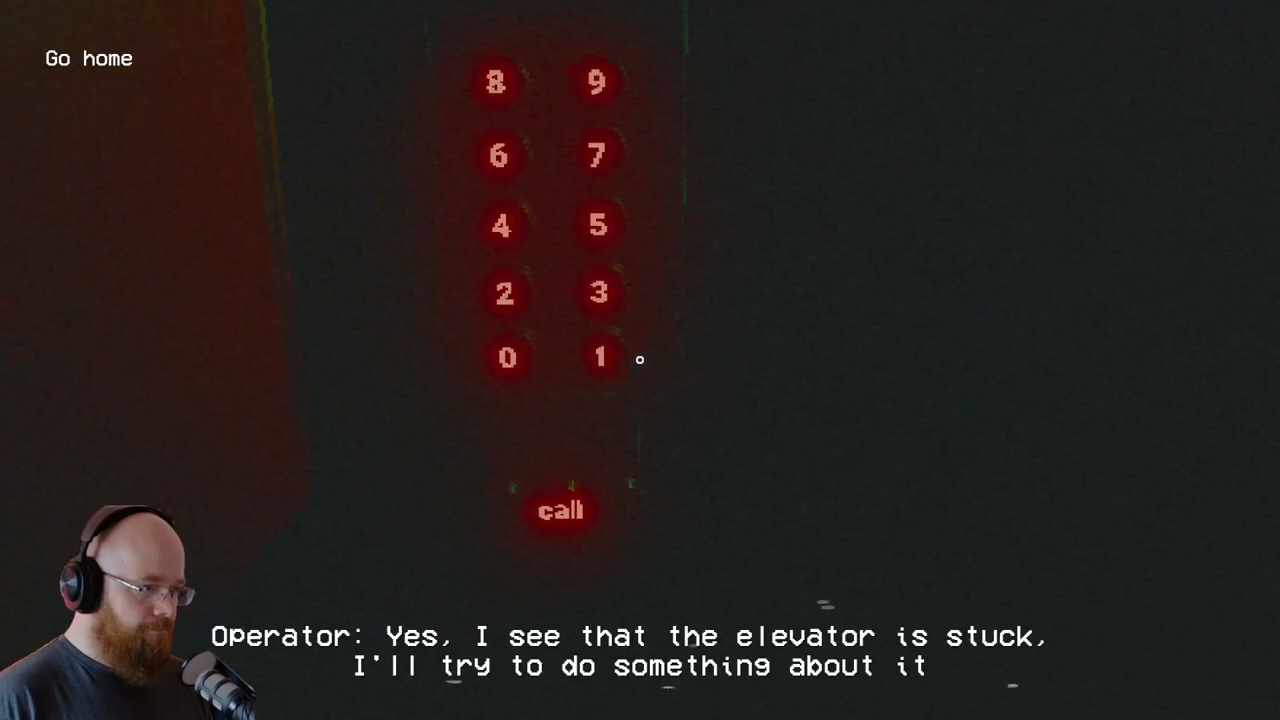 Go home
8 9
6 7
4 5
2 3
0 1
call
Operator: Yes, I see that the elevator is stuck,
I'll try to do something about it